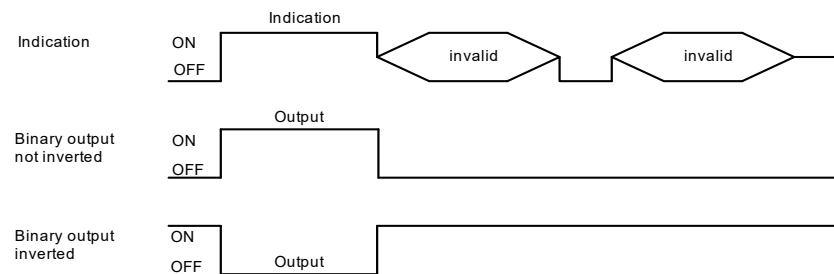 Indication
Indication
ON
OFF
invalid
invalid
Output
Binary output
not inverted
ON
OFF
Binary output
inverted
ON
OFF
Output